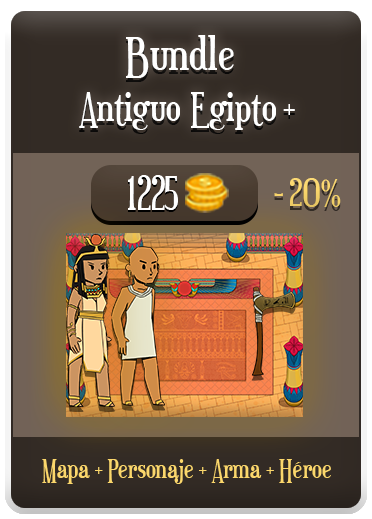 Bundle
Antiguo Egipto +
1225
- 20%
Mapa + Personaje + Arma + Héroe